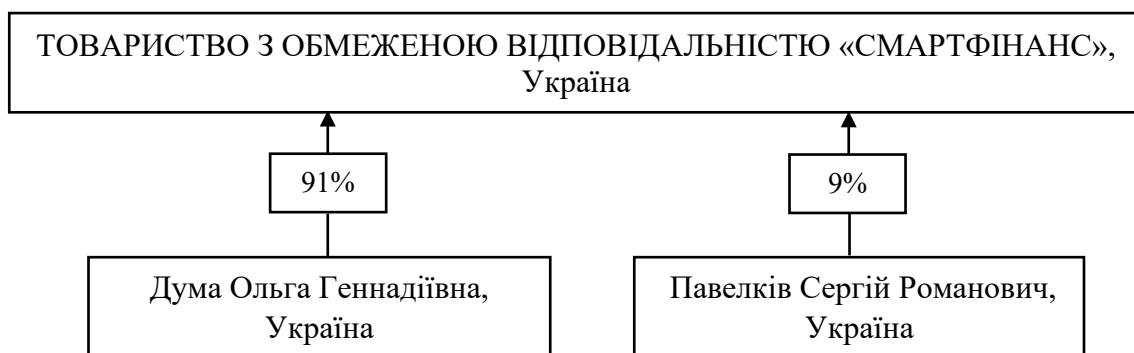 ТОВАРИСТВО З ОБМЕЖЕНОЮ ВІДПОВІДАЛЬНІСТЮ «СМАРТФІНАНС»,
Україна
91%
9%
Дума Ольга Геннадіївна,
Україна
Павелків Сергій Романович,
Україна